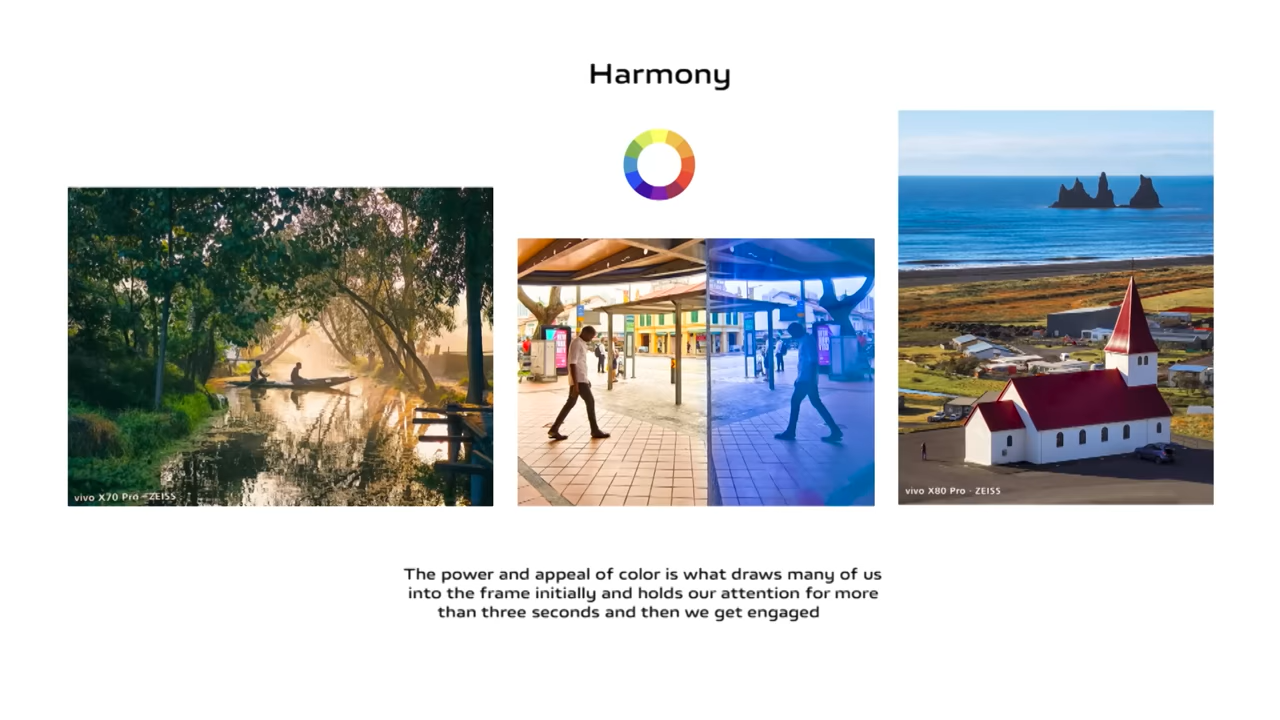 Harmony
vivo X70 Pro - ZEISS
vivo X80 Pro · ZEISS
The power and appeal of color is what draws many of us
into the frame initially and holds our attention for more
than three seconds and then we get engaged